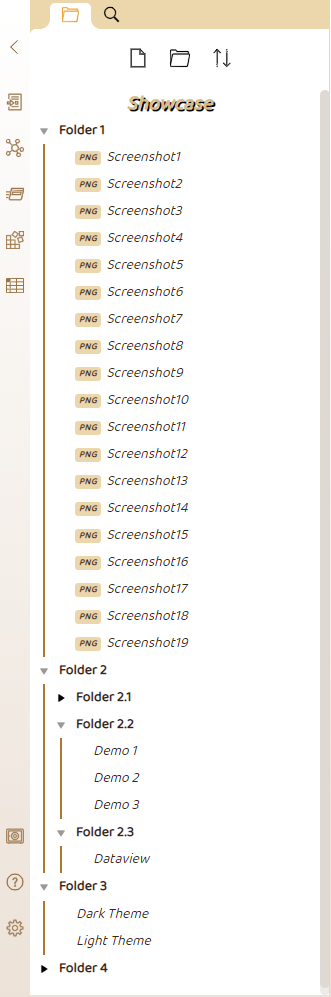 Showcase
Folder 1
PNG Screenshot1
PNG Screenshot2
PNG Screenshot3
PNG Screenshot4
PNG Screenshot5
PNG Screenshot6
PNG Screenshot7
PNG Screenshot8
PNG Screenshot9
PNG Screenshot10
PNG Screenshot11
PNG Screenshot12
PNG Screenshot13
PNG Screenshot14
PNG Screenshot15
PNG Screenshot16
PNG Screenshot17
PNG Screenshot18
PNG Screenshot19
Folder 2
Folder 2.1
Folder 2.2
Demo 1
Demo 2
Demo 3
Folder 2.3
Dataview
Folder 3
Dark Theme
Light Theme
Folder 4